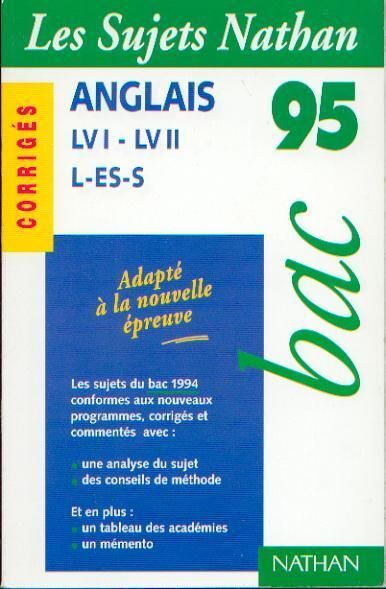 Les Sujets Nathan
CORRIGÉS
ANGLAIS
LV I - LV II
L-ES-S
95
bac
Adapté
à la nouvelle
épreuve
Les sujets du bac 1994
conformes aux nouveaux
programmes, corrigés et
commentés avec :
une analyse du sujet
des conseils de méthode
Et en plus :
un tableau des académies
un mémento
NATHAN